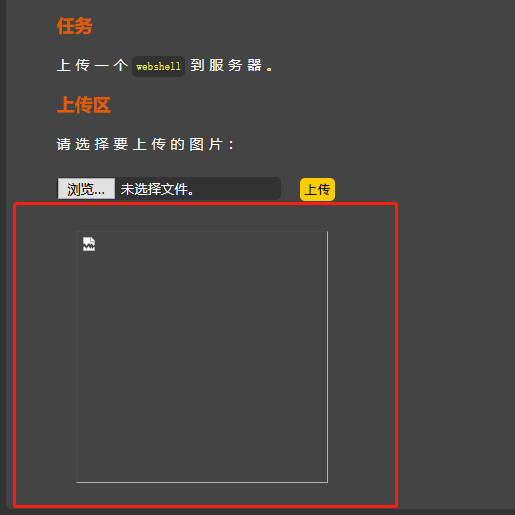 任务
上传一个 webshell 到服务器。
上传区
请选择要上传的图片：
浏览... 未选择文件。 上传